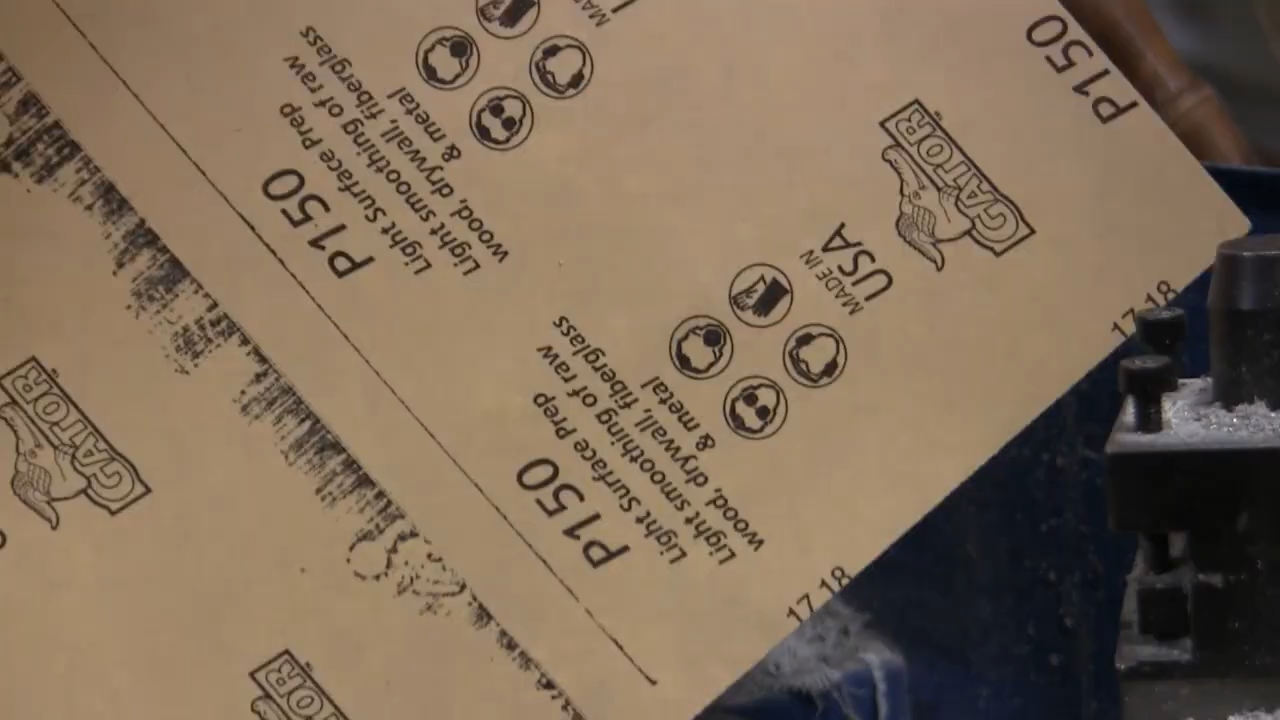 MA
P150
Light Surface Prep
Light smoothing of raw
wood, drywall, fiberglass
& metal
P150
GATOR
MADE IN
USA
P150
Light Surface Prep
Light smoothing of raw
wood, drywall, fiberglass
& metal
17 18
17 18
GATOR
GATOR